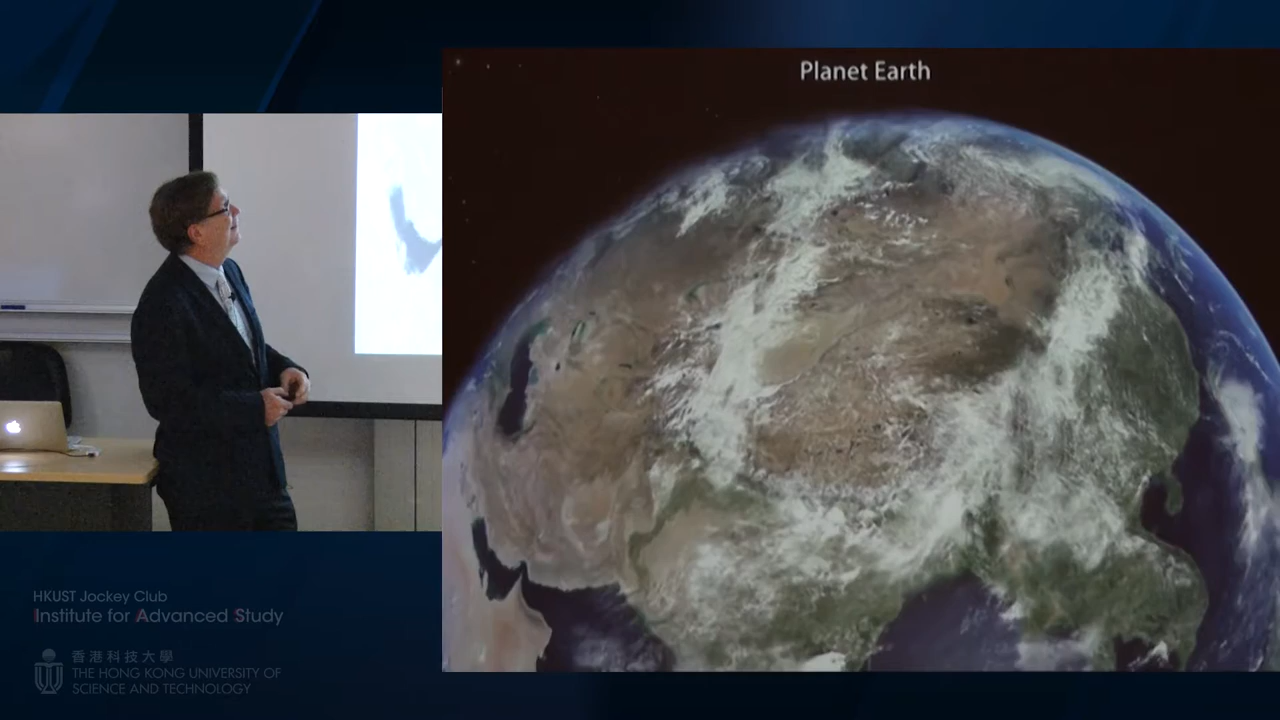 Planet Earth
HKUST Jockey Club
Institute for Advanced Study
香港科技大學
THE HONG KONG UNIVERSITY OF
SCIENCE AND TECHNOLOGY